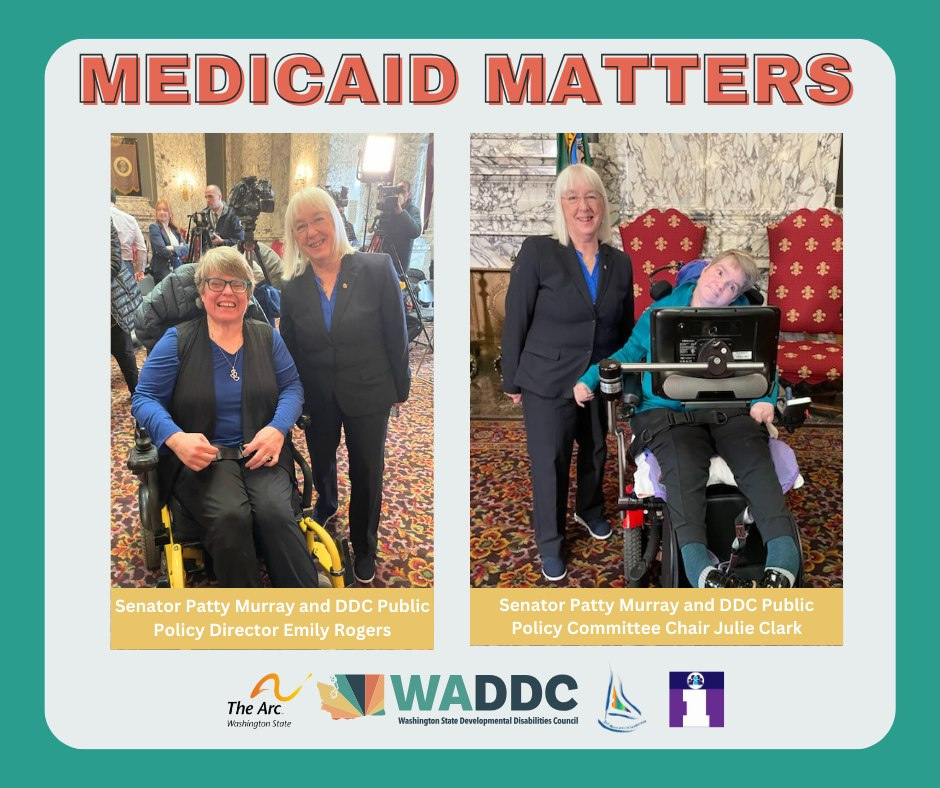 MEDICAID MATTERS
Senator Patty Murray and DDC Public
Policy Director Emily Rogers
Senator Patty Murray and DDC Public
Policy Committee Chair Julie Clark
The Arc
Washington State
WADDC
Washington State Developmental Disabilities Council
i